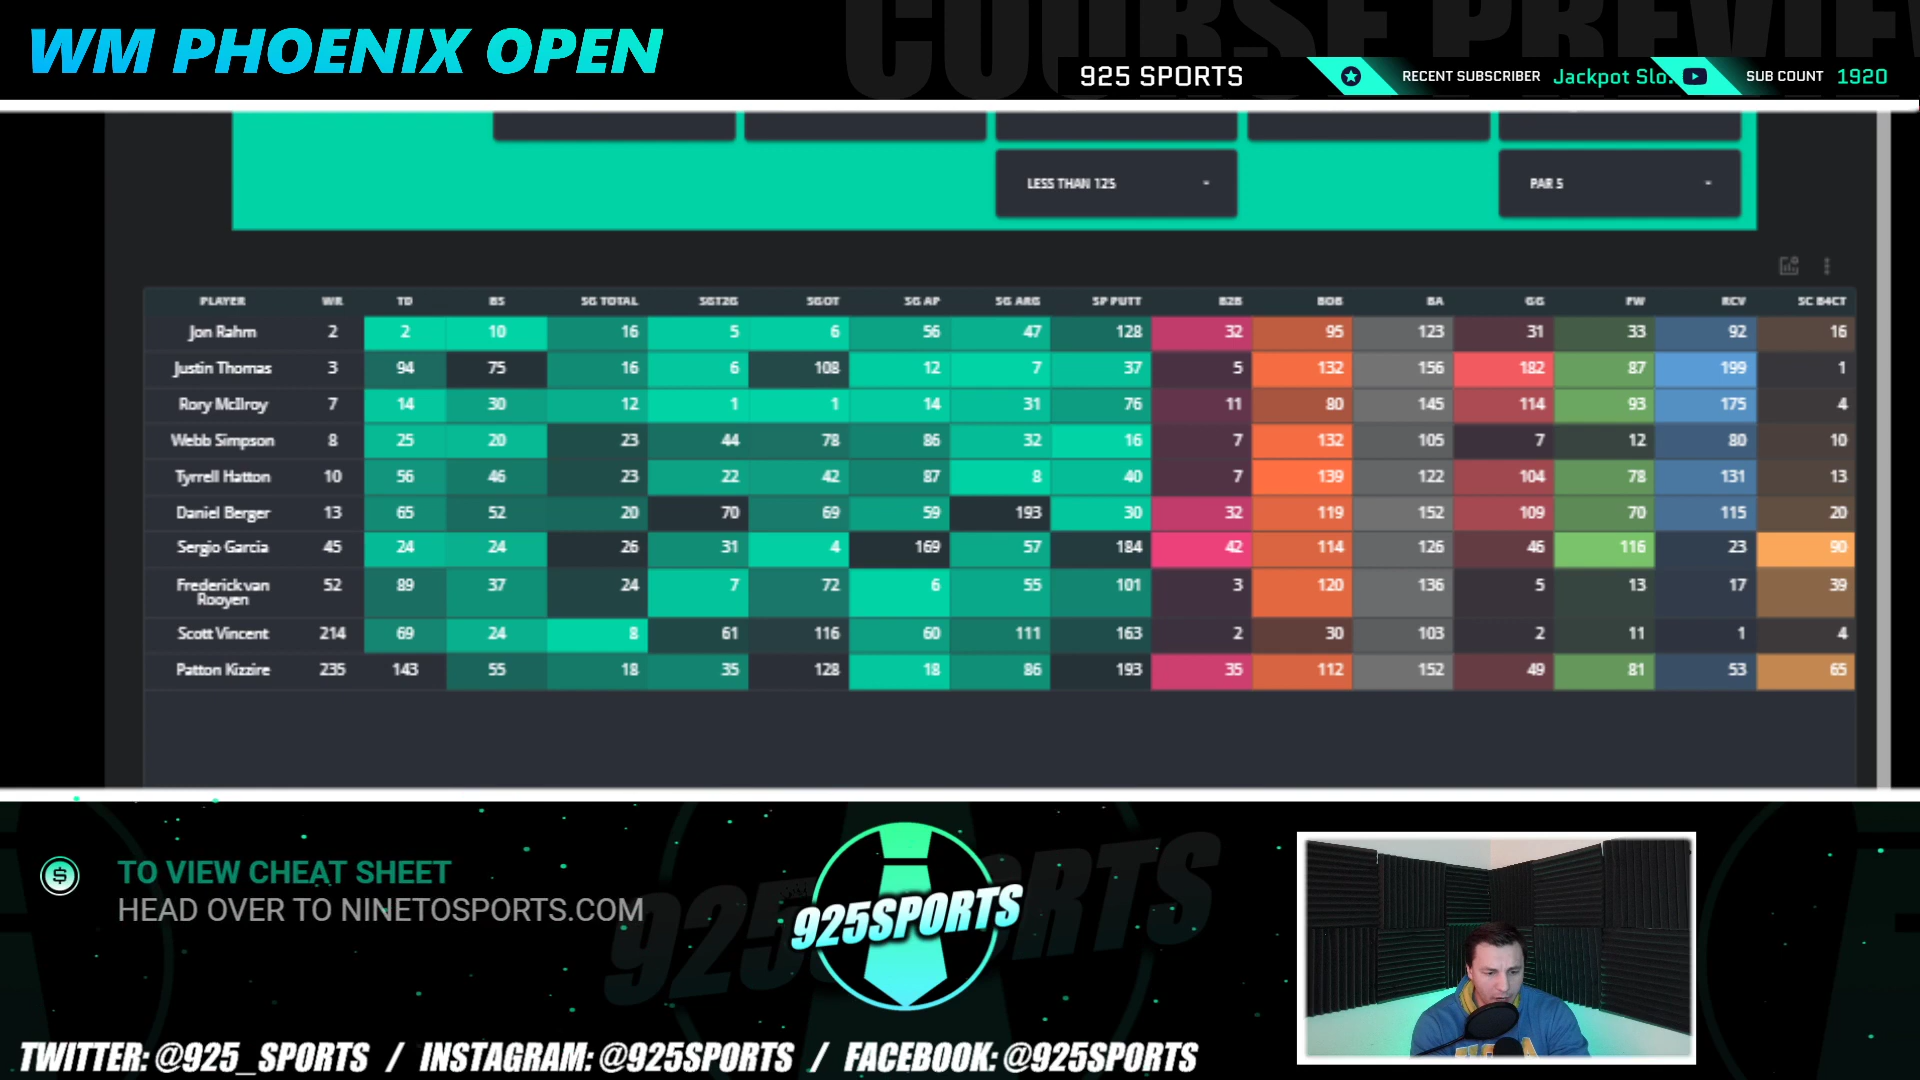 WM PHOENIX OPEN
COURSE PREVIEW
925 SPORTS RECENT SUBSCRIBER Jackpot Slo. SUB COUNT 1920
LESS THAN 125 PAR 5
PLAYER WR TD BS SG TOTAL SGT2G SGOT SG AP SG ARG SP PUTT B2B BOB BA GG FW RCV SC B4CT
Jon Rahm 2 2 10 16 5 6 56 47 128 32 95 123 31 33 92 16
Justin Thomas 3 94 75 16 6 108 12 7 37 5 132 156 182 87 199 1
Rory McIlroy 7 14 30 12 1 1 14 31 76 11 80 145 114 93 175 4
Webb Simpson 8 25 20 23 44 78 86 32 16 7 132 105 7 12 80 10
Tyrrell Hatton 10 56 46 23 22 42 87 8 40 7 139 122 104 78 131 13
Daniel Berger 13 65 52 20 70 69 59 193 30 32 119 152 109 70 115 20
Sergio Garcia 45 24 24 26 31 4 169 57 184 42 114 126 46 116 23 90
Frederick van
Rooyen 52 89 37 24 7 72 6 55 101 3 120 136 5 13 17 39
Scott Vincent 214 69 24 8 61 116 60 111 163 2 30 103 2 11 1 4
Patton Kizzire 235 143 55 18 35 128 18 86 193 35 112 152 49 81 53 65
TO VIEW CHEAT SHEET
HEAD OVER TO NINETOSPORTS.COM
925SPORTS
TWITTER: @925_SPORTS / INSTAGRAM: @925SPORTS / FACEBOOK: @925SPORTS